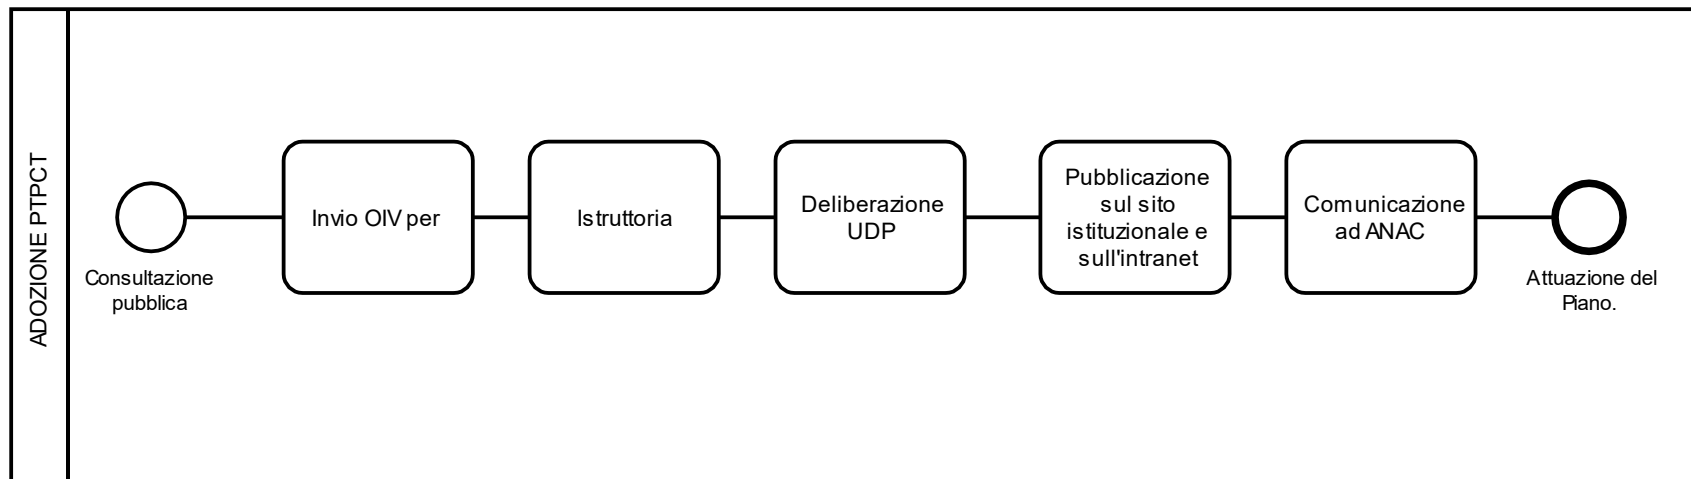 ADOZIONE PTPCT
Consultazione
pubblica
Invio OIV per
Istruttoria
Deliberazione
UDP
Pubblicazione
sul sito
istituzionale e
sull'intranet
Comunicazione
ad ANAC
Attuazione del
Piano.